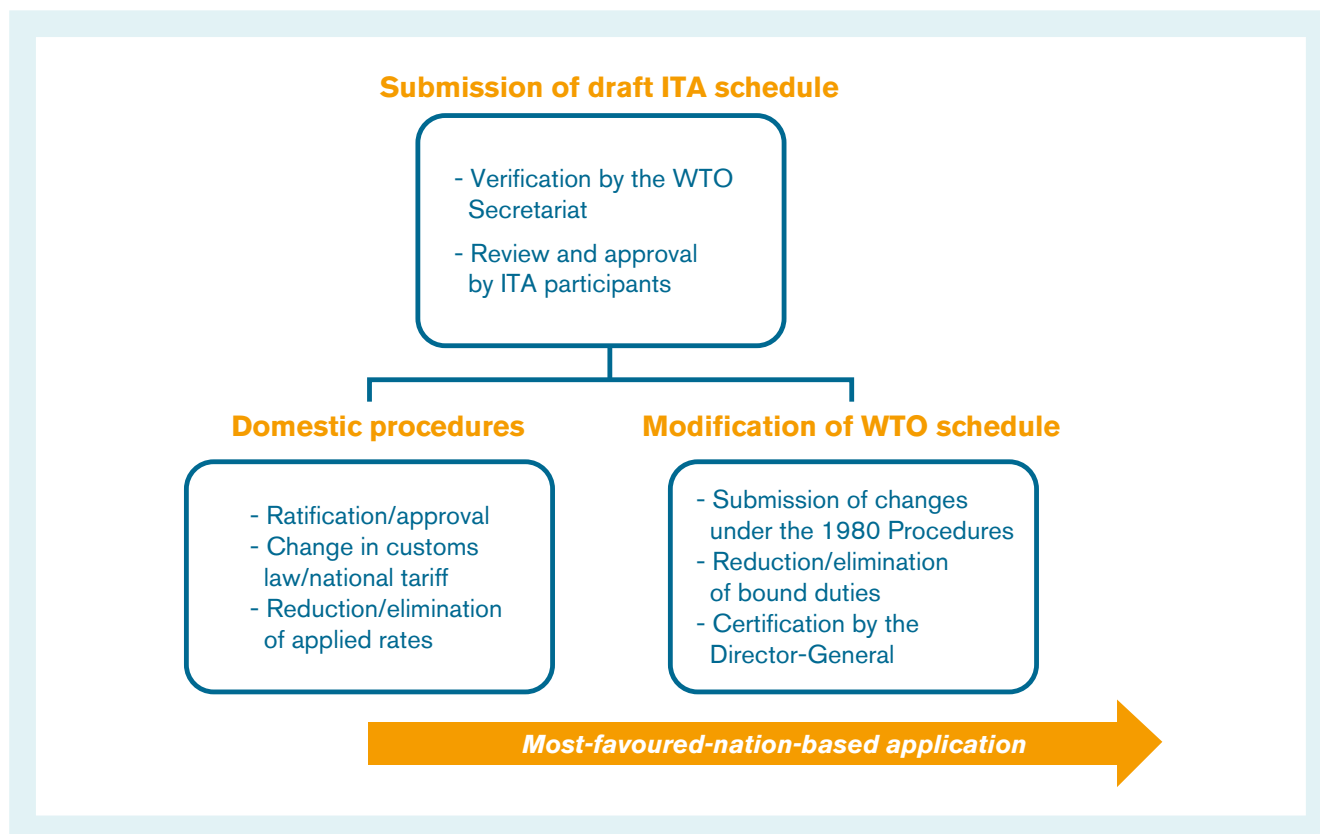 Submission of draft ITA schedule
- Verification by the WTO
Secretariat
- Review and approval
by ITA participants
Domestic procedures
- Ratification/approval
- Change in customs
law/national tariff
- Reduction/elimination
of applied rates
Modification of WTO schedule
- Submission of changes
under the 1980 Procedures
- Reduction/elimination
of bound duties
- Certification by the
Director-General
Most-favoured-nation-based application